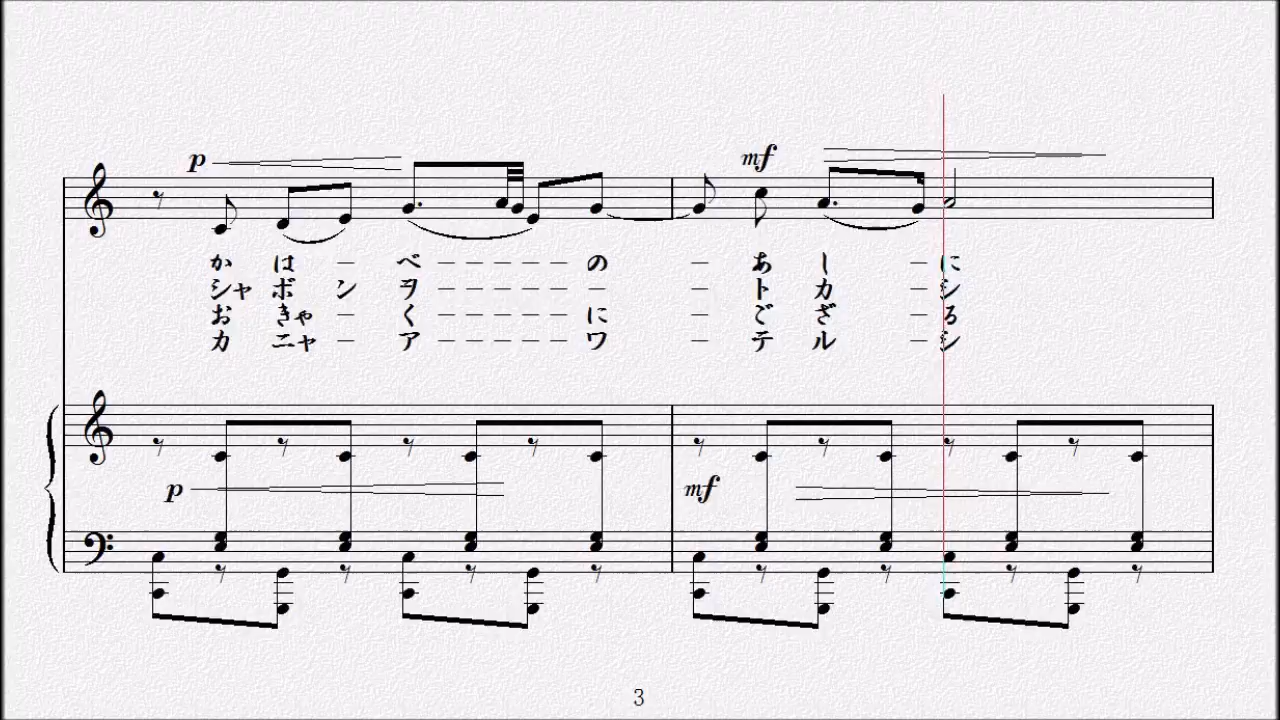 p
mf
かはーべーーーーーのーあしーに
シャボンヲーーーーーーートカーシ
おきゃーくーーーーーにーござーる
カニャーアーーーーーワーテルーシ
p
mf
3